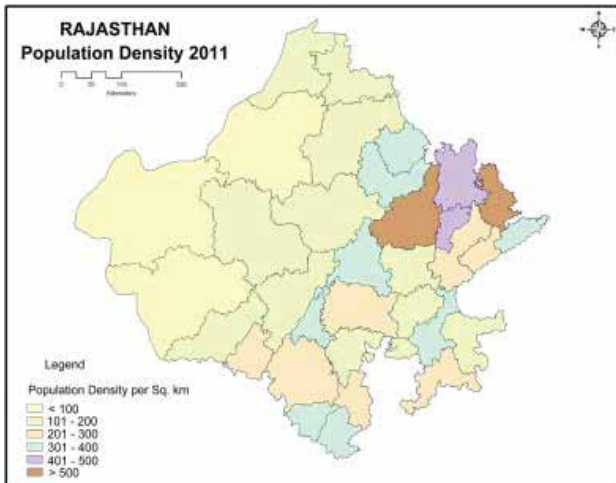 RAJASTHAN
Population Density 2011
Kilometers
Legend
Population Density per Sq. km
< 100
101 - 200
201 - 300
301 - 400
401 - 500
> 500